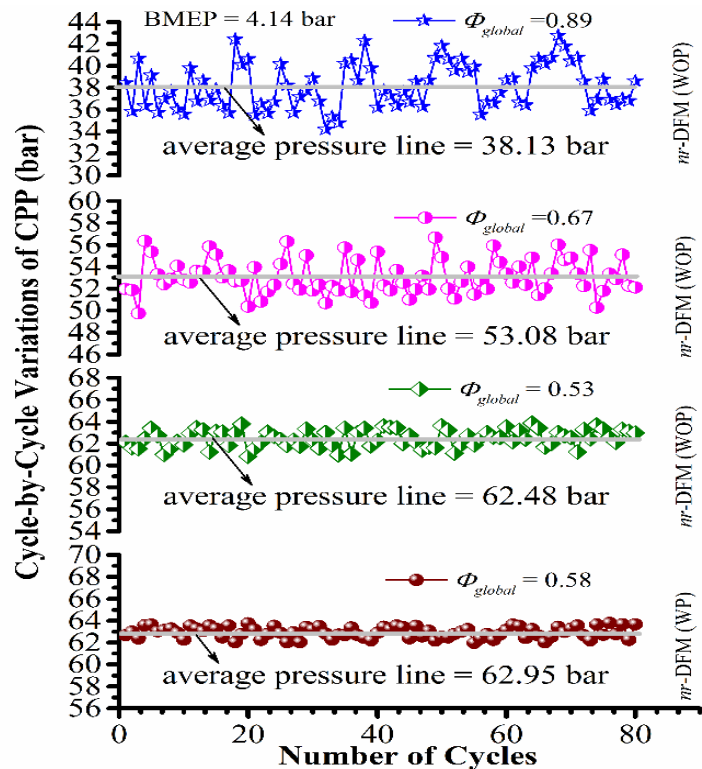 Cycle-by-Cycle Variations of CPP (bar)
44
42
40
38
36
34
32
30
BMEP = 4.14 bar
Φglobal =0.89
average pressure line = 38.13 bar
nr-DFM (WOP)
60
58
56
54
52
50
48
46
Φglobal =0.67
average pressure line = 53.08 bar
nr-DFM (WOP)
68
66
64
62
60
58
56
54
Φglobal = 0.53
average pressure line = 62.48 bar
nr-DFM (WOP)
70
68
66
64
62
60
58
56
Φglobal = 0.58
average pressure line = 62.95 bar
nr-DFM (WP)
0 20 40 60 80
Number of Cycles